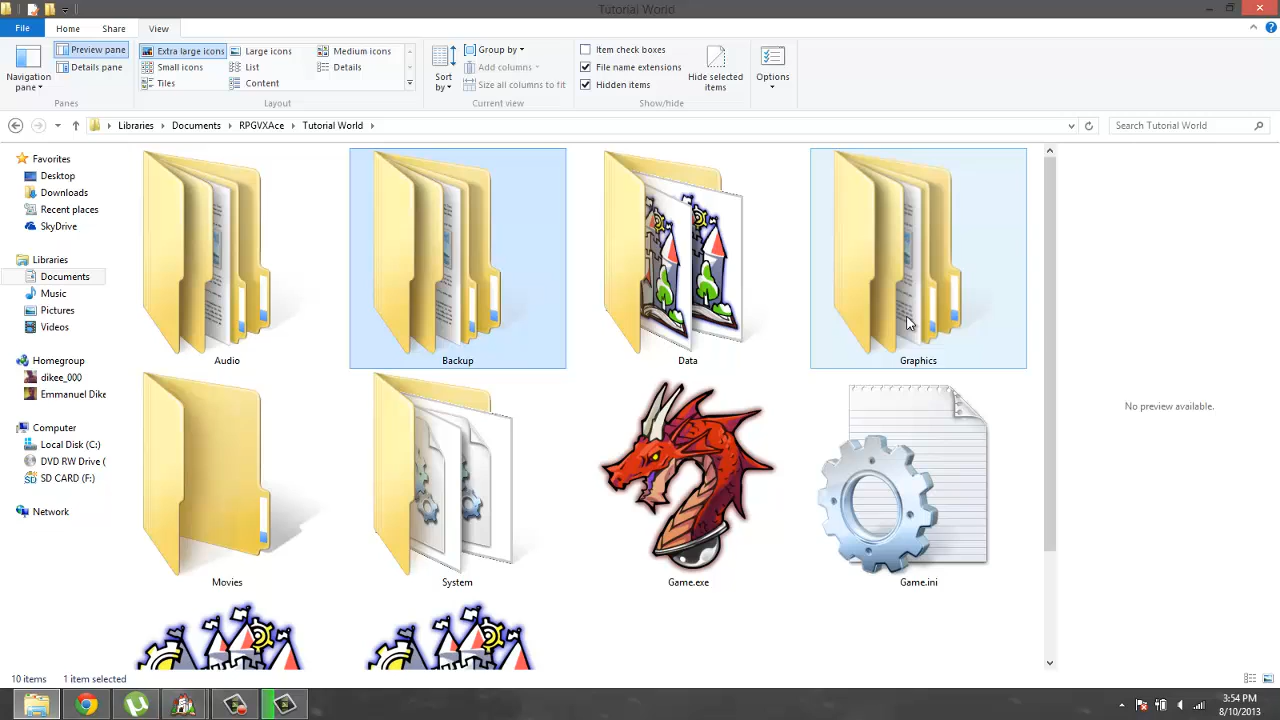 Tutorial World
File Home Share View
Navigation pane
Preview pane
Details pane
Panes
Extra large icons Large icons Medium icons
Small icons List Details
Tiles Content
Layout
Sort by
Group by
Add columns
Size all columns to fit
Current view
Item check boxes
File name extensions
Hidden items
Hide selected items
Show/hide
Options
Libraries Documents RPGVXAce Tutorial World
Search Tutorial World
Favorites
Desktop
Downloads
Recent places
SkyDrive
Libraries
Documents
Music
Pictures
Videos
Homegroup
dikee_000
Emmanuel Dike
Computer
Local Disk (C:)
DVD RW Drive (
SD CARD (F:)
Network
Audio Backup Data Graphics
Movies System Game.exe Game.ini
No preview available.
10 items 1 item selected
3:54 PM
8/10/2013